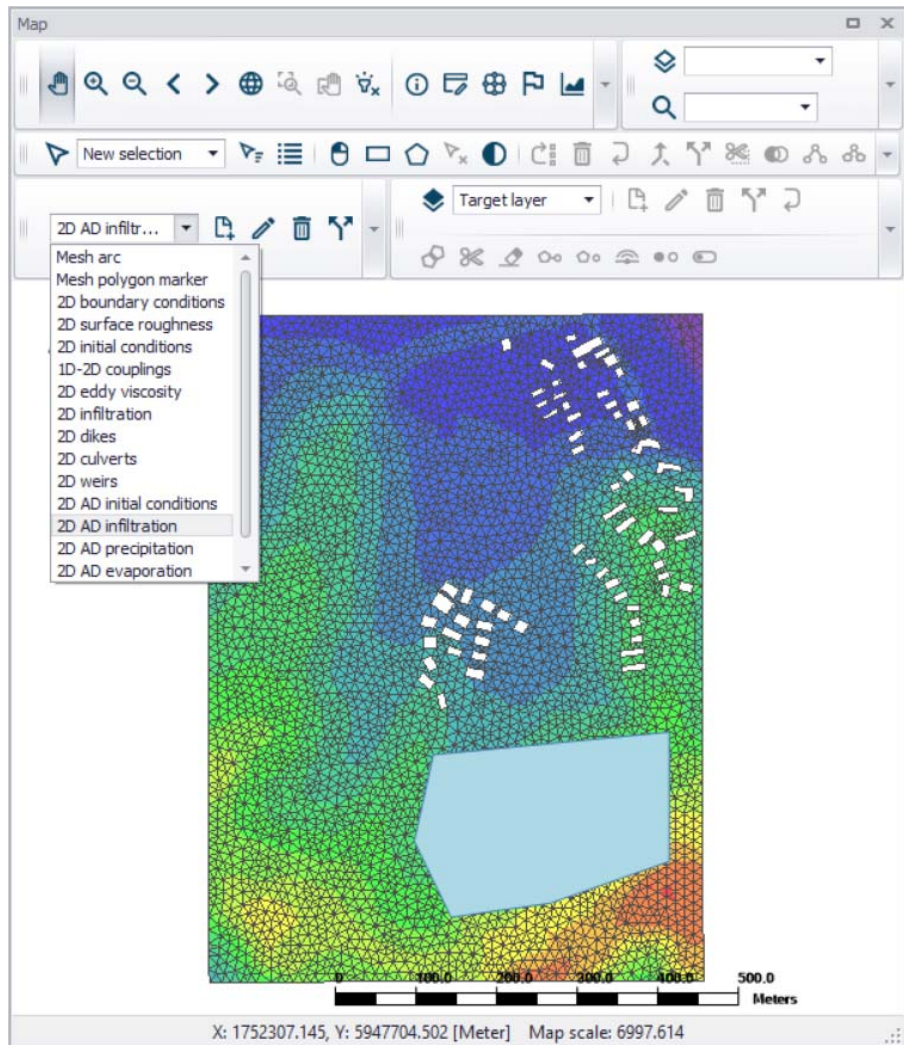 Map
New selection
2D AD infiltr...
Target layer
Mesh arc
Mesh polygon marker
2D boundary conditions
2D surface roughness
2D initial conditions
1D-2D couplings
2D eddy viscosity
2D infiltration
2D dikes
2D culverts
2D weirs
2D AD initial conditions
2D AD infiltration
2D AD precipitation
2D AD evaporation
0 100.0 200.0 300.0 400.0 500.0
Meters
X: 1752307.145, Y: 5947704.502 [Meter] Map scale: 6997.614